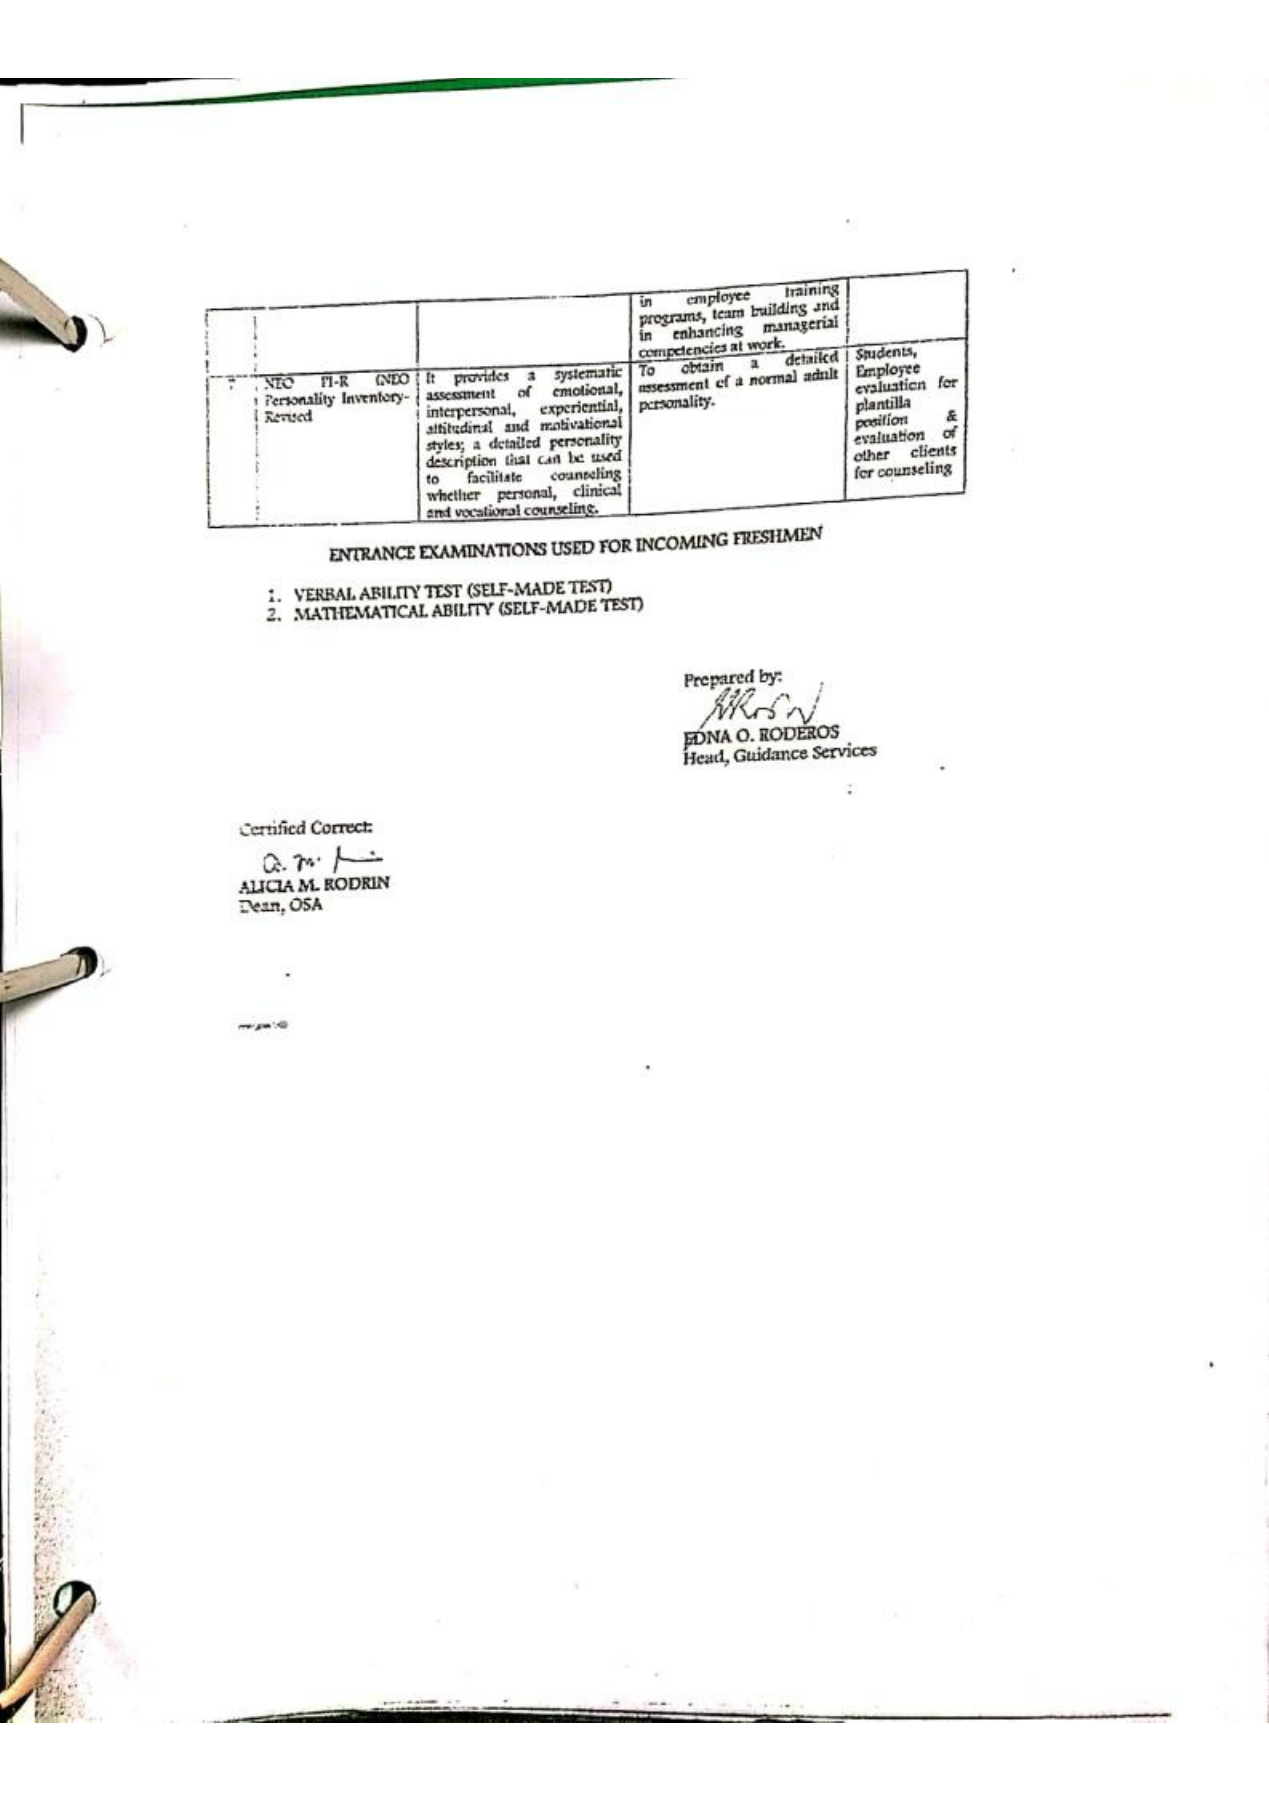 in employee training
programs, team building and
in enhancing managerial
competencies at work.
7
NEO PI-R (NEO
Personality Inventory-
Revised
It provides a systematic
assessment of emotional,
interpersonal, experiential,
attitudinal and motivational
styles; a detailed personality
description that can be used
to facilitate counseling
whether personal, clinical
and vocational counseling.
To obtain a detailed
assessment of a normal adult
personality.
Students,
Employee
evaluation for
plantilla
position &
evaluation of
other clients
for counseling
ENTRANCE EXAMINATIONS USED FOR INCOMING FRESHMEN
1. VERBAL ABILITY TEST (SELF-MADE TEST)
2. MATHEMATICAL ABILITY (SELF-MADE TEST)
Prepared by:
EDNA O. RODEROS
Head, Guidance Services
Certified Correct:
ALICIA M. RODRIN
Dean, OSA